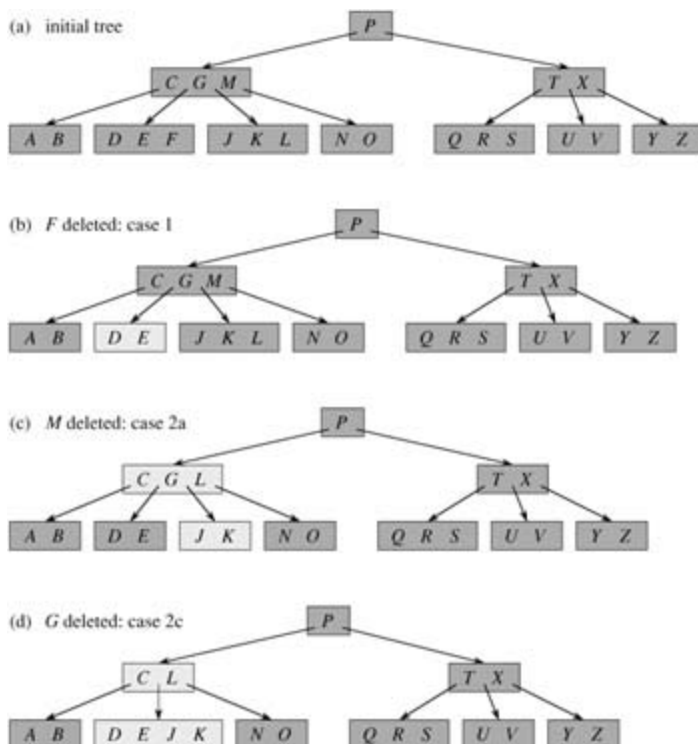 (a) initial tree
P
C G M
T X
A B
D E F
J K L
N O
Q R S
U V
Y Z
(b) F deleted: case 1
P
C G M
T X
A B
D E
J K L
N O
Q R S
U V
Y Z
(c) M deleted: case 2a
P
C G L
T X
A B
D E
J K
N O
Q R S
U V
Y Z
(d) G deleted: case 2c
P
C L
T X
A B
D E J K
N O
Q R S
U V
Y Z